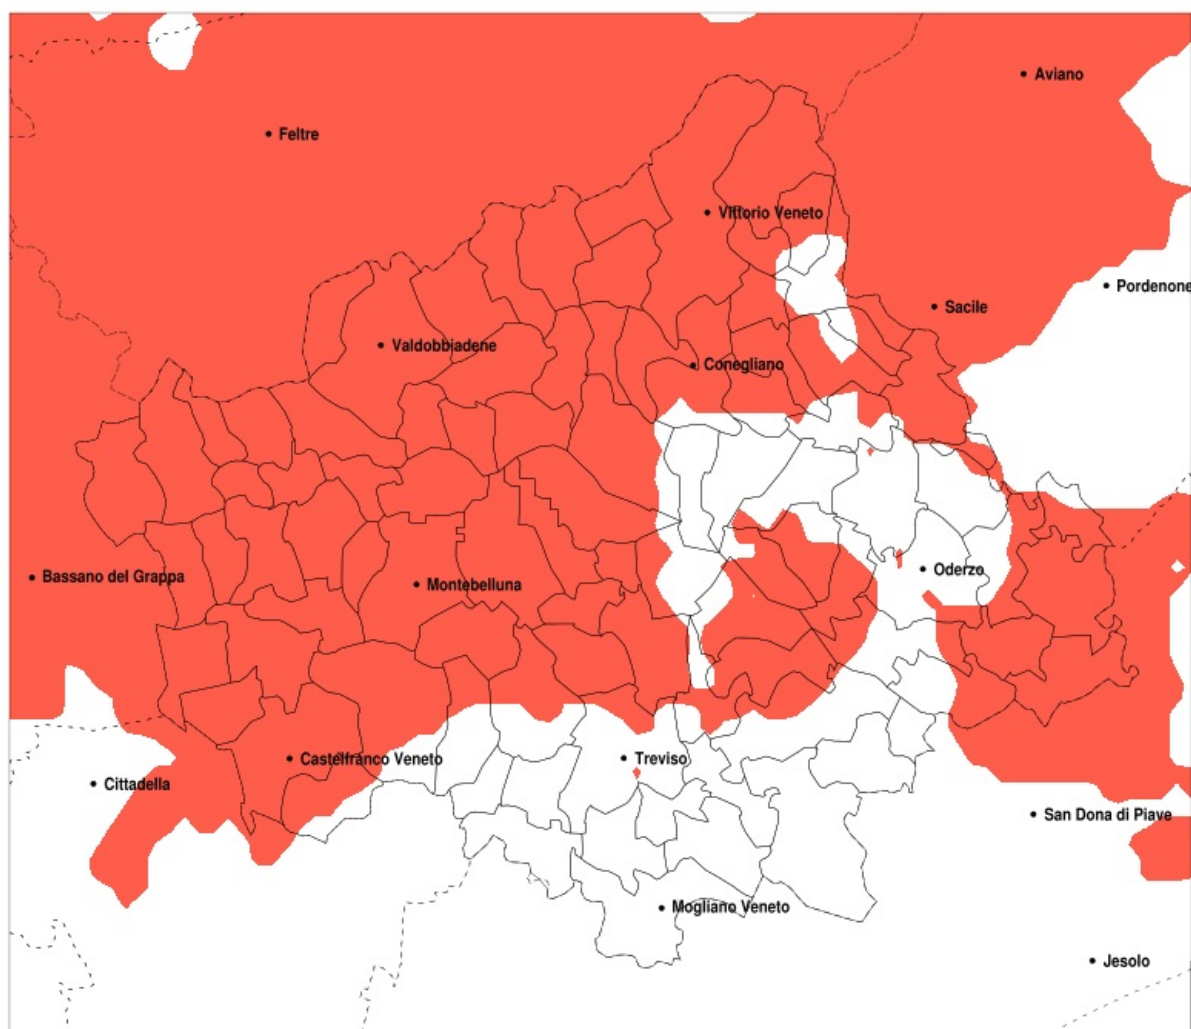 Aviano
Feltre
Vittorio Veneto
Pordenone
Sacile
Valdobbiadene
Conegliano
Oderzo
Bassano del Grappa
Montebelluna
Castelfranco Veneto
Treviso
Cittadella
San Dona di Piave
Mogliano Veneto
Jesolo